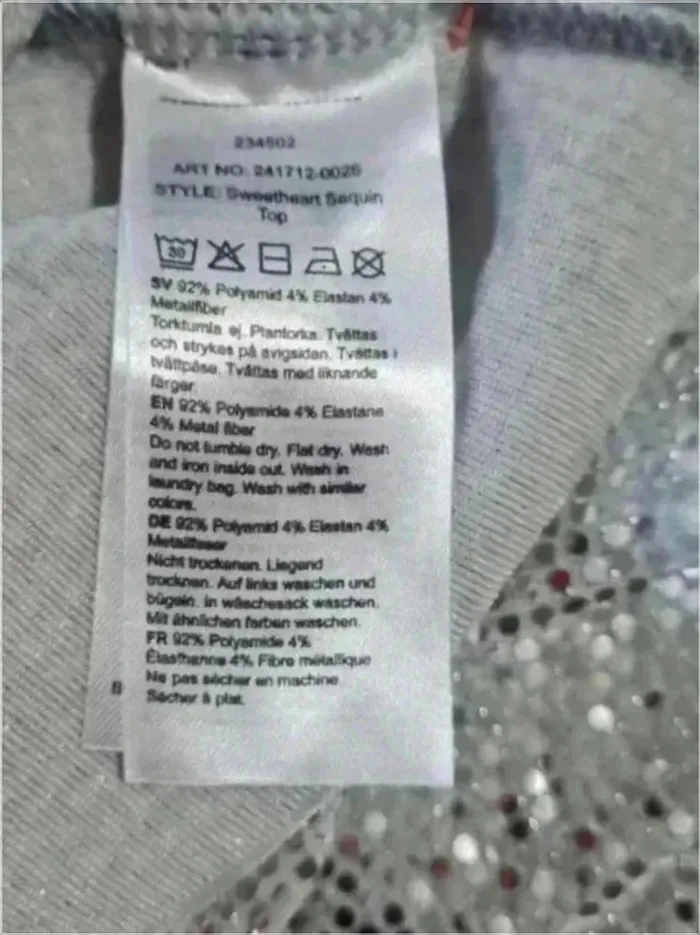 234502
ART NO: 241712-0026
STYLE: Sweetheart Sequin
Top
30
SV 92% Polyamid 4% Elastan 4%
Metallfiber
Torktumla ej. Plantorka. Tvättas
och strykes på avigsidan. Tvättas i
tvättpåse. Tvättas med liknande
färger.
EN 92% Polyamide 4% Elastane
4% Metal fiber
Do not tumble dry. Flat dry. Wash
and iron inside out. Wash in
laundry bag. Wash with similar
colors.
DE 92% Polyamid 4% Elastan 4%
Metallfaser
Nicht trockenen. Liegend
trocknen. Auf links waschen und
bügeln. in wäschesack waschen.
Mit ähnlichen farben waschen.
FR 92% Polyamide 4%
Élasthanne 4% Fibre métallique
Ne pas sécher en machine
Sécher à plat.